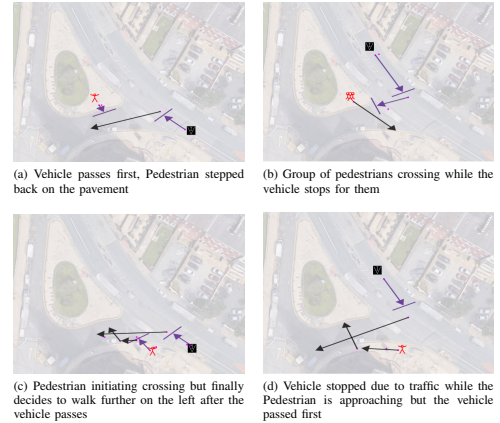 (a) Vehicle passes first, Pedestrian stepped
back on the pavement
(b) Group of pedestrians crossing while the
vehicle stops for them
(c) Pedestrian initiating crossing but finally
decides to walk further on the left after the
vehicle passes
(d) Vehicle stopped due to traffic while the
Pedestrian is approaching but the vehicle
passed first